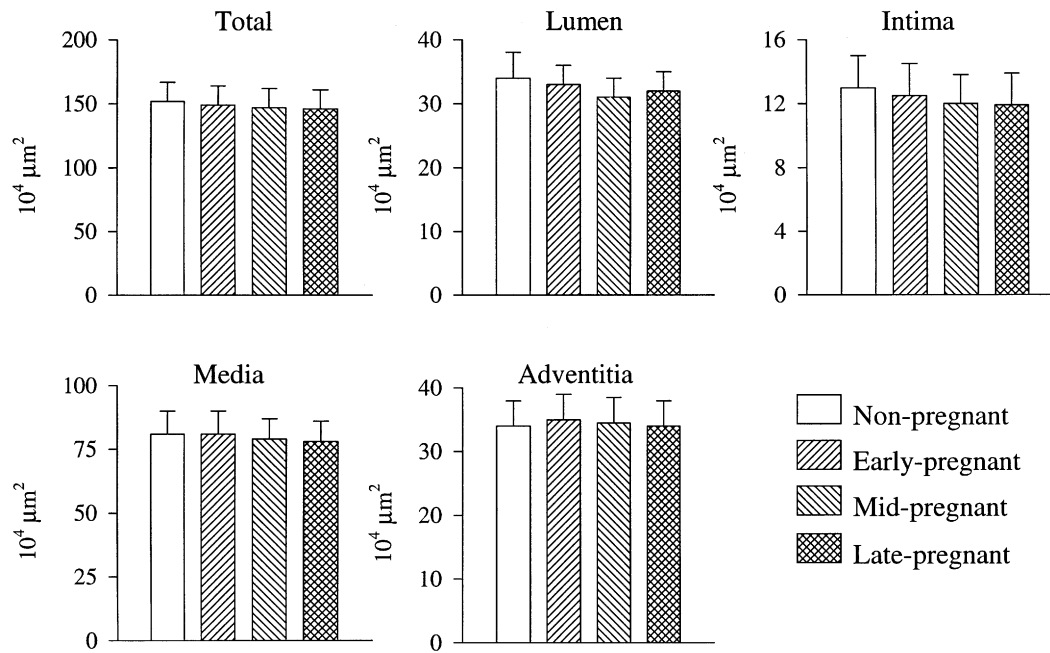 Total
200
150
100
50
0
10⁴ µm²
Lumen
40
30
20
10
0
10⁴ µm²
Intima
16
12
8
4
0
10⁴ µm²
Media
100
75
50
25
0
10⁴ µm²
Adventitia
40
30
20
10
0
10⁴ µm²
Non-pregnant
Early-pregnant
Mid-pregnant
Late-pregnant